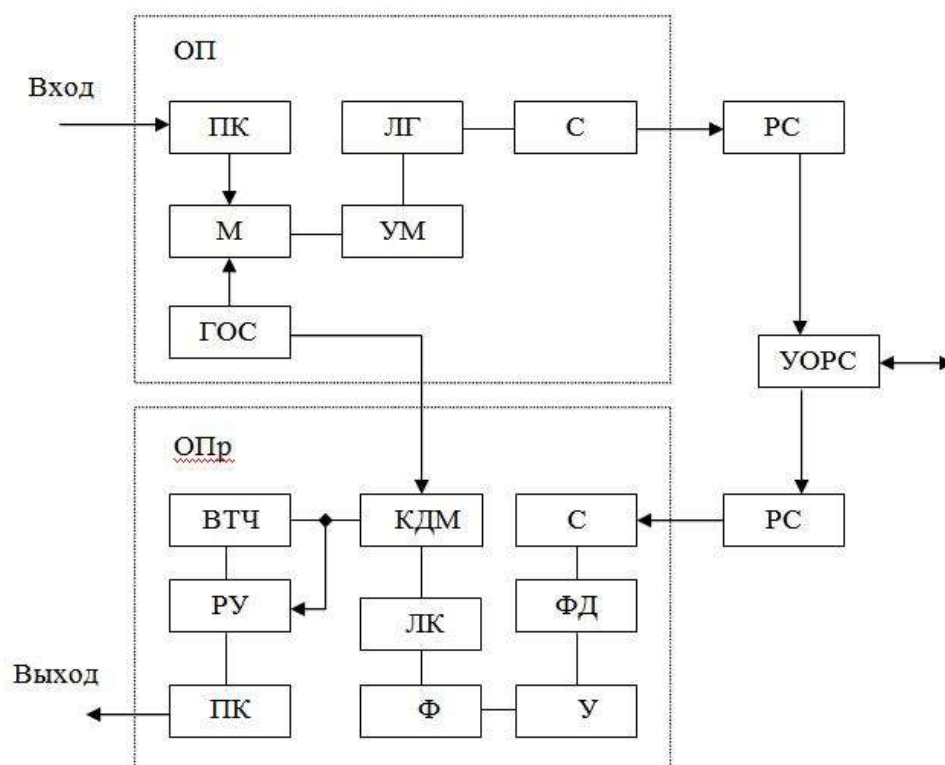 ОП
Вход
ПК
ЛГ
С
РС
М
УМ
ГОС
УОРС
ОПр
ВТЧ
КДМ
С
РС
РУ
ЛК
ФД
Выход
ПК
Ф
У